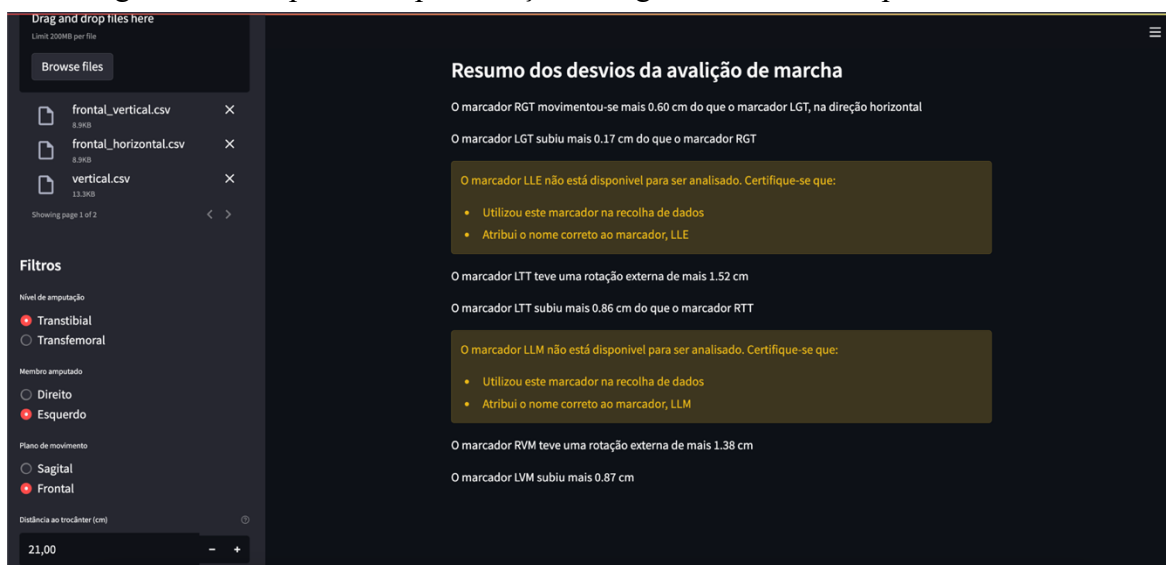 Drag and drop files here
Limit 200MB per file
Browse files
frontal_vertical.csv
8.9KB
frontal_horizontal.csv
8.9KB
vertical.csv
13.3KB
Showing page 1 of 2
Filtros
Nível de amputação
Transtibial
Transfemoral
Membro amputado
Direito
Esquerdo
Plano de movimento
Sagital
Frontal
Distância ao trocânter (cm)
21,00
Resumo dos desvios da avalição de marcha
O marcador RGT movimentou-se mais 0.60 cm do que o marcador LGT, na direção horizontal
O marcador LGT subiu mais 0.17 cm do que o marcador RGT
O marcador LLE não está disponivel para ser analisado. Certifique-se que:
• Utilizou este marcador na recolha de dados
• Atribui o nome correto ao marcador, LLE
O marcador LTT teve uma rotação externa de mais 1.52 cm
O marcador LTT subiu mais 0.86 cm do que o marcador RTT
O marcador LLM não está disponivel para ser analisado. Certifique-se que:
• Utilizou este marcador na recolha de dados
• Atribui o nome correto ao marcador, LLM
O marcador RVM teve uma rotação externa de mais 1.38 cm
O marcador LVM subiu mais 0.87 cm